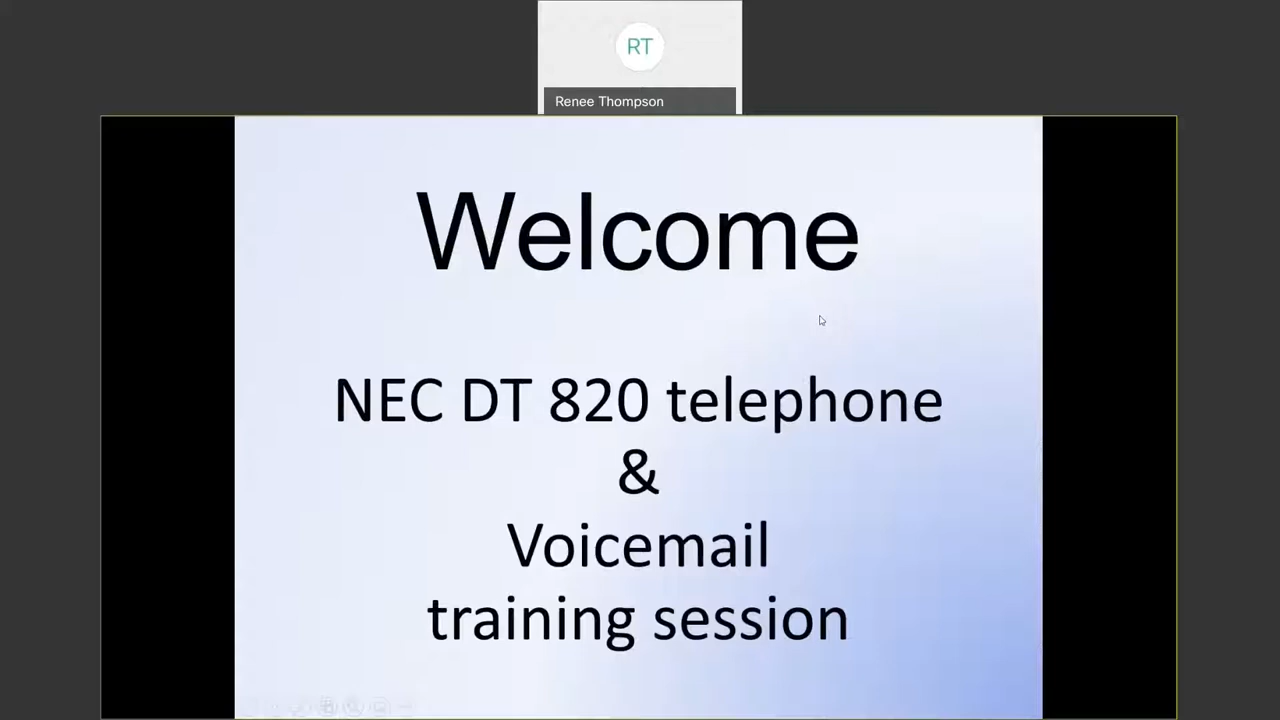 RT
Renee Thompson
Welcome
NEC DT 820 telephone
&
Voicemail
training session